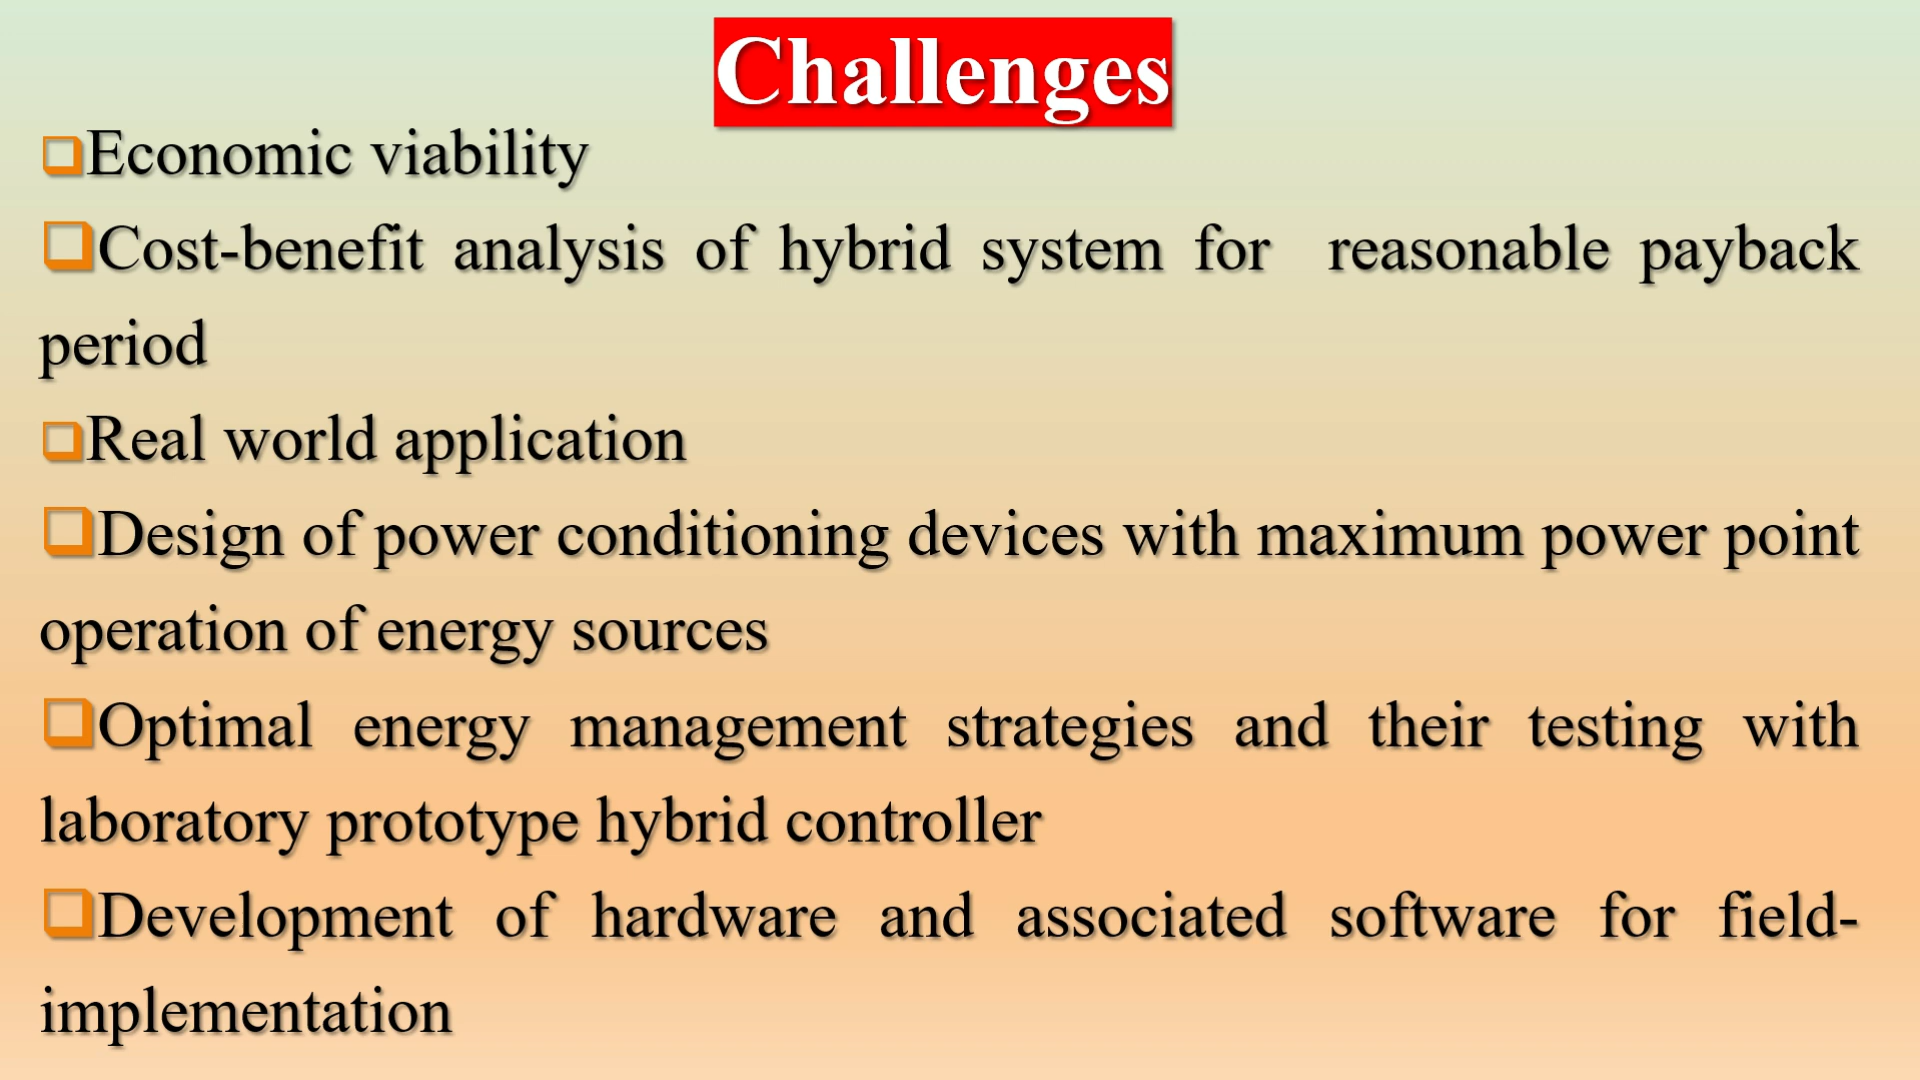 Challenges
❑Economic viability
❑Cost-benefit analysis of hybrid system for  reasonable payback
period
❑Real world application
❑Design of power conditioning devices with maximum power point
operation of energy sources
❑Optimal energy management strategies and their testing with
laboratory prototype hybrid controller
❑Development of hardware and associated software for field-
implementation